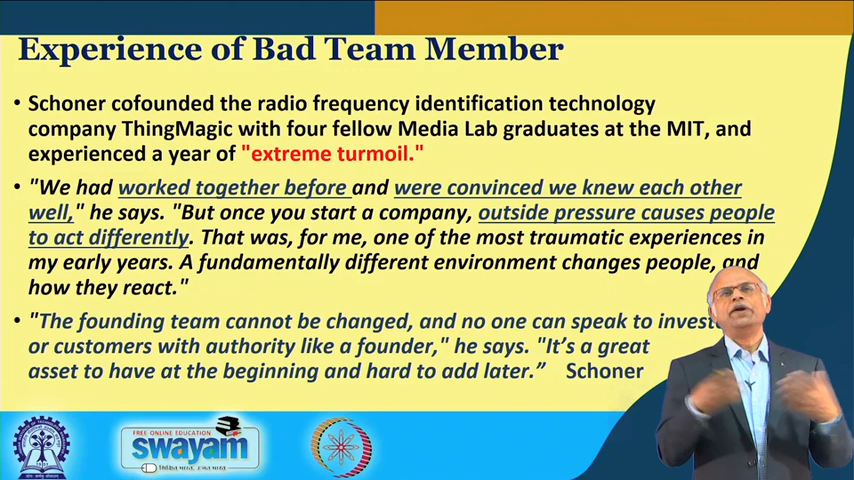 Experience of Bad Team Member
• Schoner cofounded the radio frequency identification technology
company ThingMagic with four fellow Media Lab graduates at the MIT, and
experienced a year of "extreme turmoil."
• "We had worked together before and were convinced we knew each other
well," he says. "But once you start a company, outside pressure causes people
to act differently. That was, for me, one of the most traumatic experiences in
my early years. A fundamentally different environment changes people, and
how they react."
• "The founding team cannot be changed, and no one can speak to
or customers with authority like a founder," he says. "It's a great
asset to have at the beginning and hard to add later.” Schoner
FREE ONLINE EDUCATION
swayam